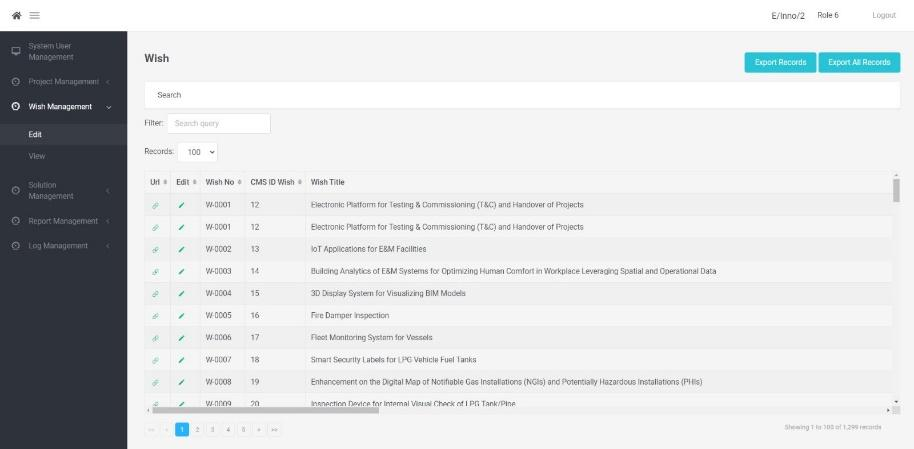 E/Inno/2 Role 6 Logout
System User
Management
Project Management
Wish Management
Edit
View
Solution
Management
Report Management
Log Management
Wish
Export Records Export All Records
Search
Filter: Search query
Records: 100
Url Edit Wish No CMS ID Wish Wish Title
W-0001 12 Electronic Platform for Testing & Commissioning (T&C) and Handover of Projects
W-0001 12 Electronic Platform for Testing & Commissioning (T&C) and Handover of Projects
W-0002 13 IoT Applications for E&M Facilities
W-0003 14 Building Analytics of E&M Systems for Optimizing Human Comfort in Workplace Leveraging Spatial and Operational Data
W-0004 15 3D Display System for Visualizing BIM Models
W-0005 16 Fire Damper Inspection
W-0006 17 Fleet Monitoring System for Vessels
W-0007 18 Smart Security Labels for LPG Vehicle Fuel Tanks
W-0008 19 Enhancement on the Digital Map of Notifiable Gas Installations (NGIs) and Potentially Hazardous Installations (PHIs)
W-0009 20 Inspection Device for Internal Visual Check of LPG Tank/Pipe
<< < 1 2 3 4 5 > >>
Showing 1 to 100 of 1,299 records